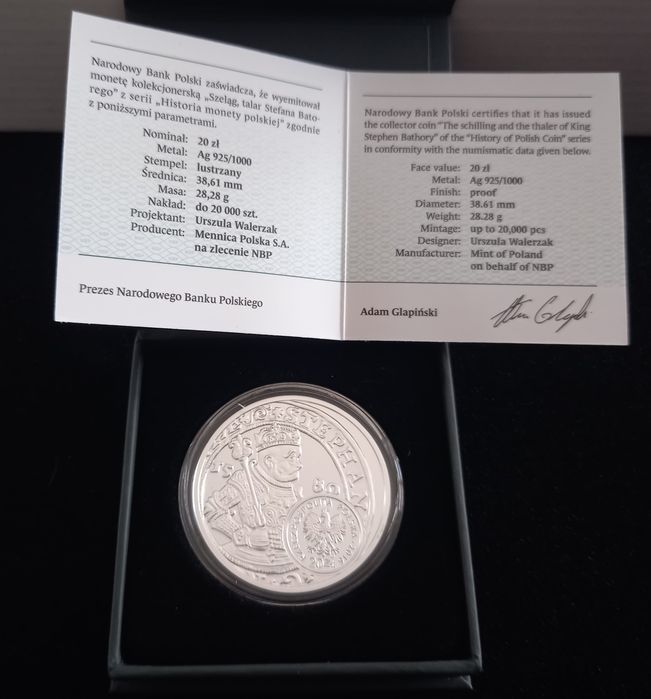 Narodowy Bank Polski zaświadcza, że wyemitował
monetę kolekcjonerską „Szeląg, talar Stefana Bato-
rego” z serii „Historia monety polskiej” zgodnie
z poniższymi parametrami.
Nominał: 20 zł
Metal: Ag 925/1000
Stempel: lustrzany
Średnica: 38,61 mm
Masa: 28,28 g
Nakład: do 20 000 szt.
Projektant: Urszula Walerzak
Producent: Mennica Polska S.A.
na zlecenie NBP
Prezes Narodowego Banku Polskiego
Narodowy Bank Polski certifies that it has issued
the collector coin “The schilling and the thaler of King
Stephen Bathory” of the “History of Polish Coin” series
in conformity with the numismatic data given below.
Face value: 20 zł
Metal: Ag 925/1000
Finish: proof
Diameter: 38.61 mm
Weight: 28.28 g
Mintage: up to 20,000 pcs
Designer: Urszula Walerzak
Manufacturer: Mint of Poland
on behalf of NBP
Adam Glapiński
STEPHAN